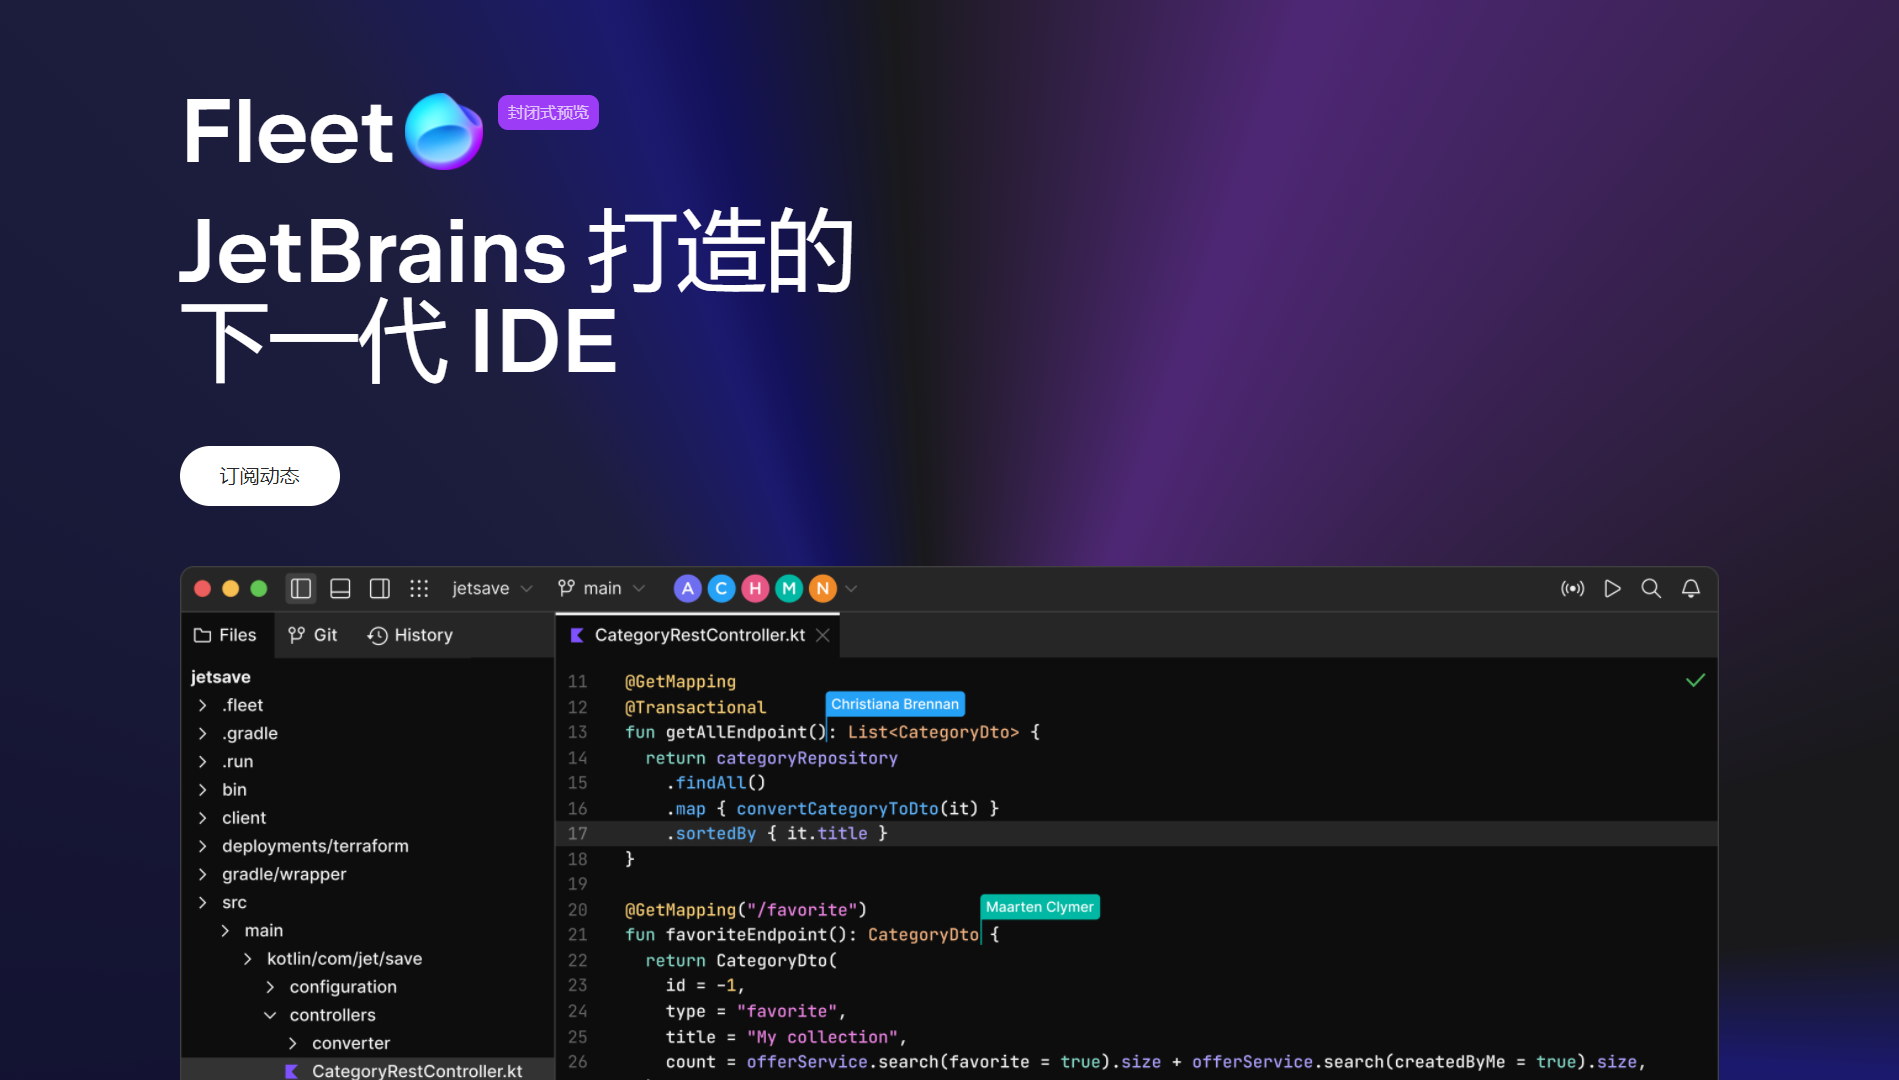 Fleet 封闭式预览
JetBrains 打造的
下一代 IDE
订阅动态
jetsave main A C H M N
Files Git History
CategoryRestController.kt
jetsave
.fleet
.gradle
.run
bin
client
deployments/terraform
gradle/wrapper
src
main
kotlin/com/jet/save
configuration
controllers
converter
CategoryRestController.kt
11 @GetMapping
12 @Transactional
Christiana Brennan
13 fun getAllEndpoint(): List<CategoryDto> {
14 return categoryRepository
15 .findAll()
16 .map { convertCategoryToDto(it) }
17 .sortedBy { it.title }
18 }
19
20 @GetMapping("/favorite")
Maarten Clymer
21 fun favoriteEndpoint(): CategoryDto {
22 return CategoryDto(
23 id = -1,
24 type = "favorite",
25 title = "My collection",
26 count = offerService.search(favorite = true).size + offerService.search(createdByMe = true).size,